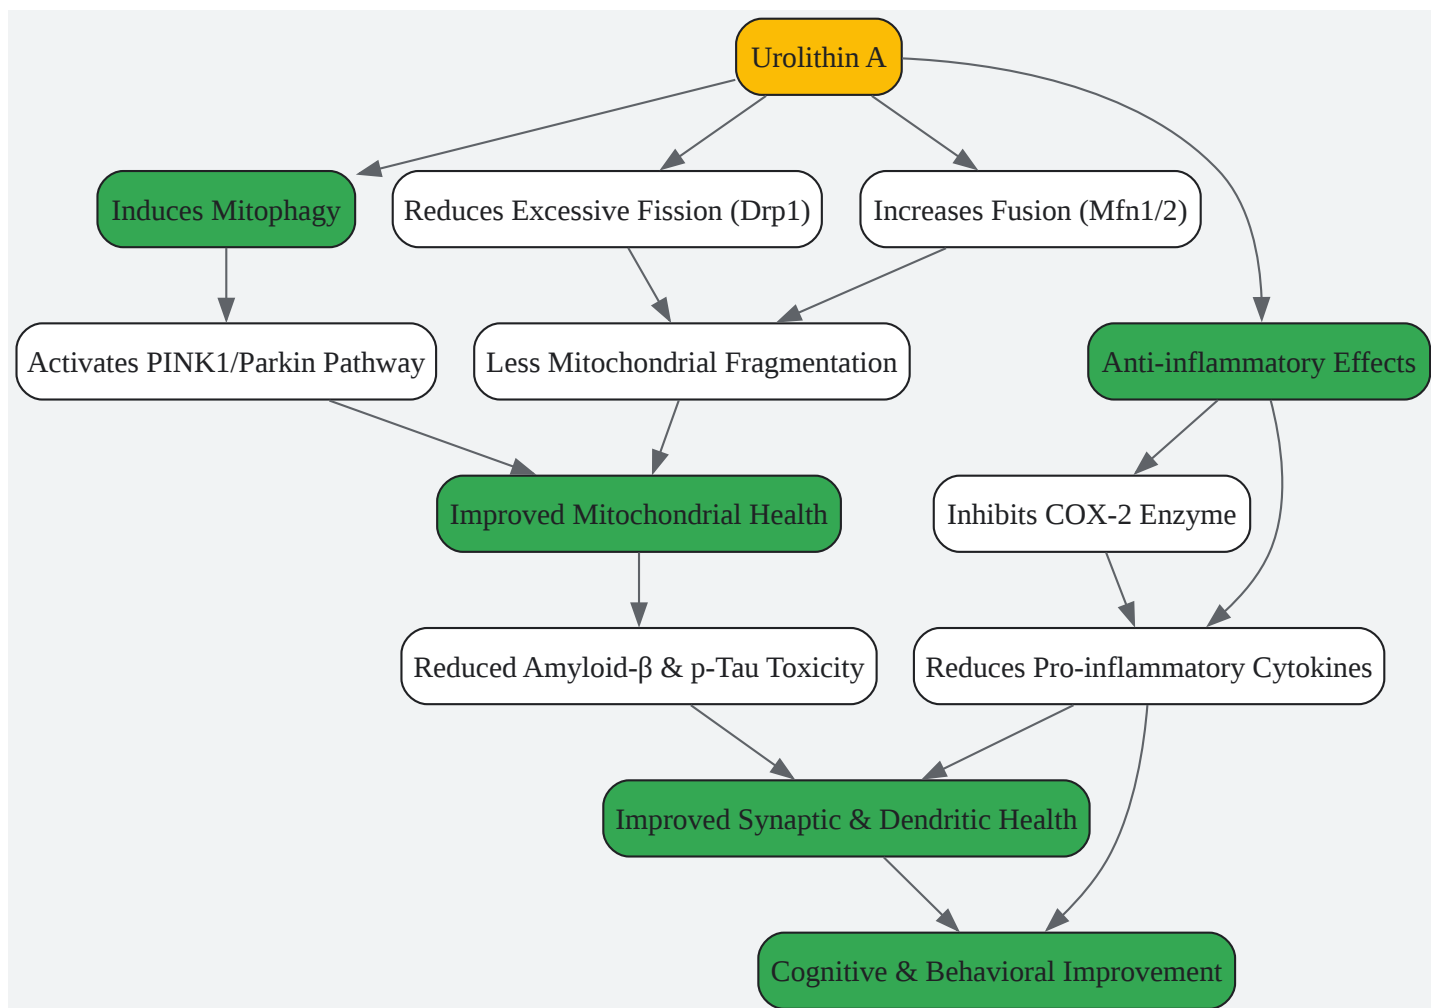 Urolithin A
Induces Mitophagy
Reduces Excessive Fission (Drp1)
Increases Fusion (Mfn1/2)
Activates PINK1/Parkin Pathway
Less Mitochondrial Fragmentation
Anti-inflammatory Effects
Improved Mitochondrial Health
Inhibits COX-2 Enzyme
Reduced Amyloid-β & p-Tau Toxicity
Reduces Pro-inflammatory Cytokines
Improved Synaptic & Dendritic Health
Cognitive & Behavioral Improvement